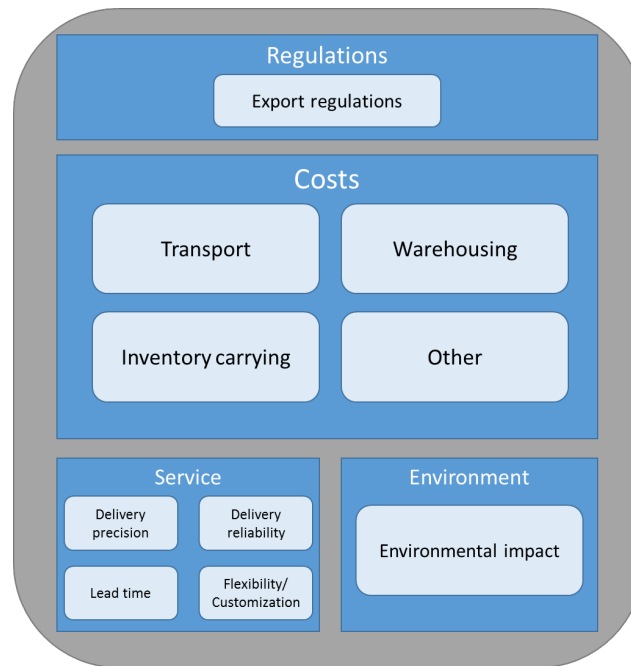 Regulations
Export regulations
Costs
Transport
Warehousing
Inventory carrying
Other
Service
Delivery
precision
Delivery
reliability
Lead time
Flexibility/
Customization
Environment
Environmental impact